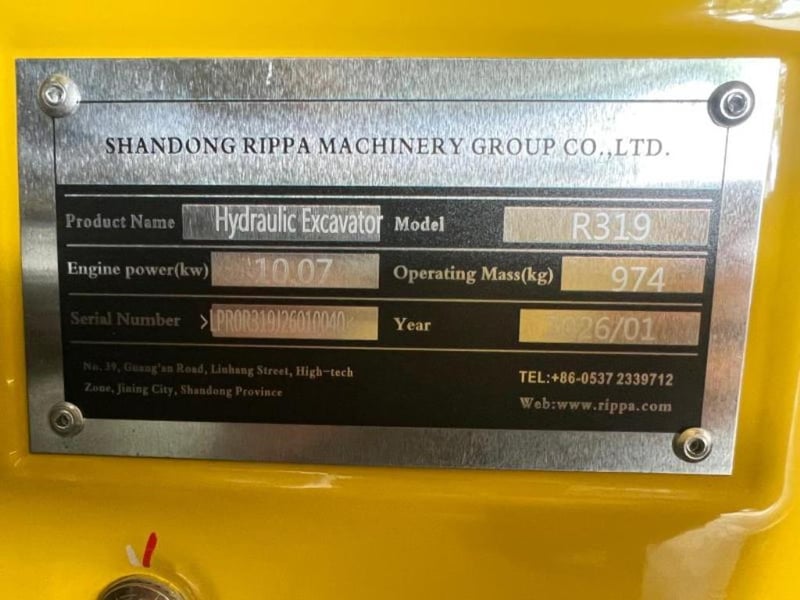 SHANDONG RIPPA MACHINERY GROUP CO.,LTD.
Product Name Hydraulic Excavator Model R319
Engine power(kw) 10.07 Operating Mass(kg) 974
Serial Number Year
No. 39, Guang'an Road, Liuhang Street, High-tech
Zone, Jining City, Shandong Province
TEL:+86-0537 2339712
Web:www.rippa.com